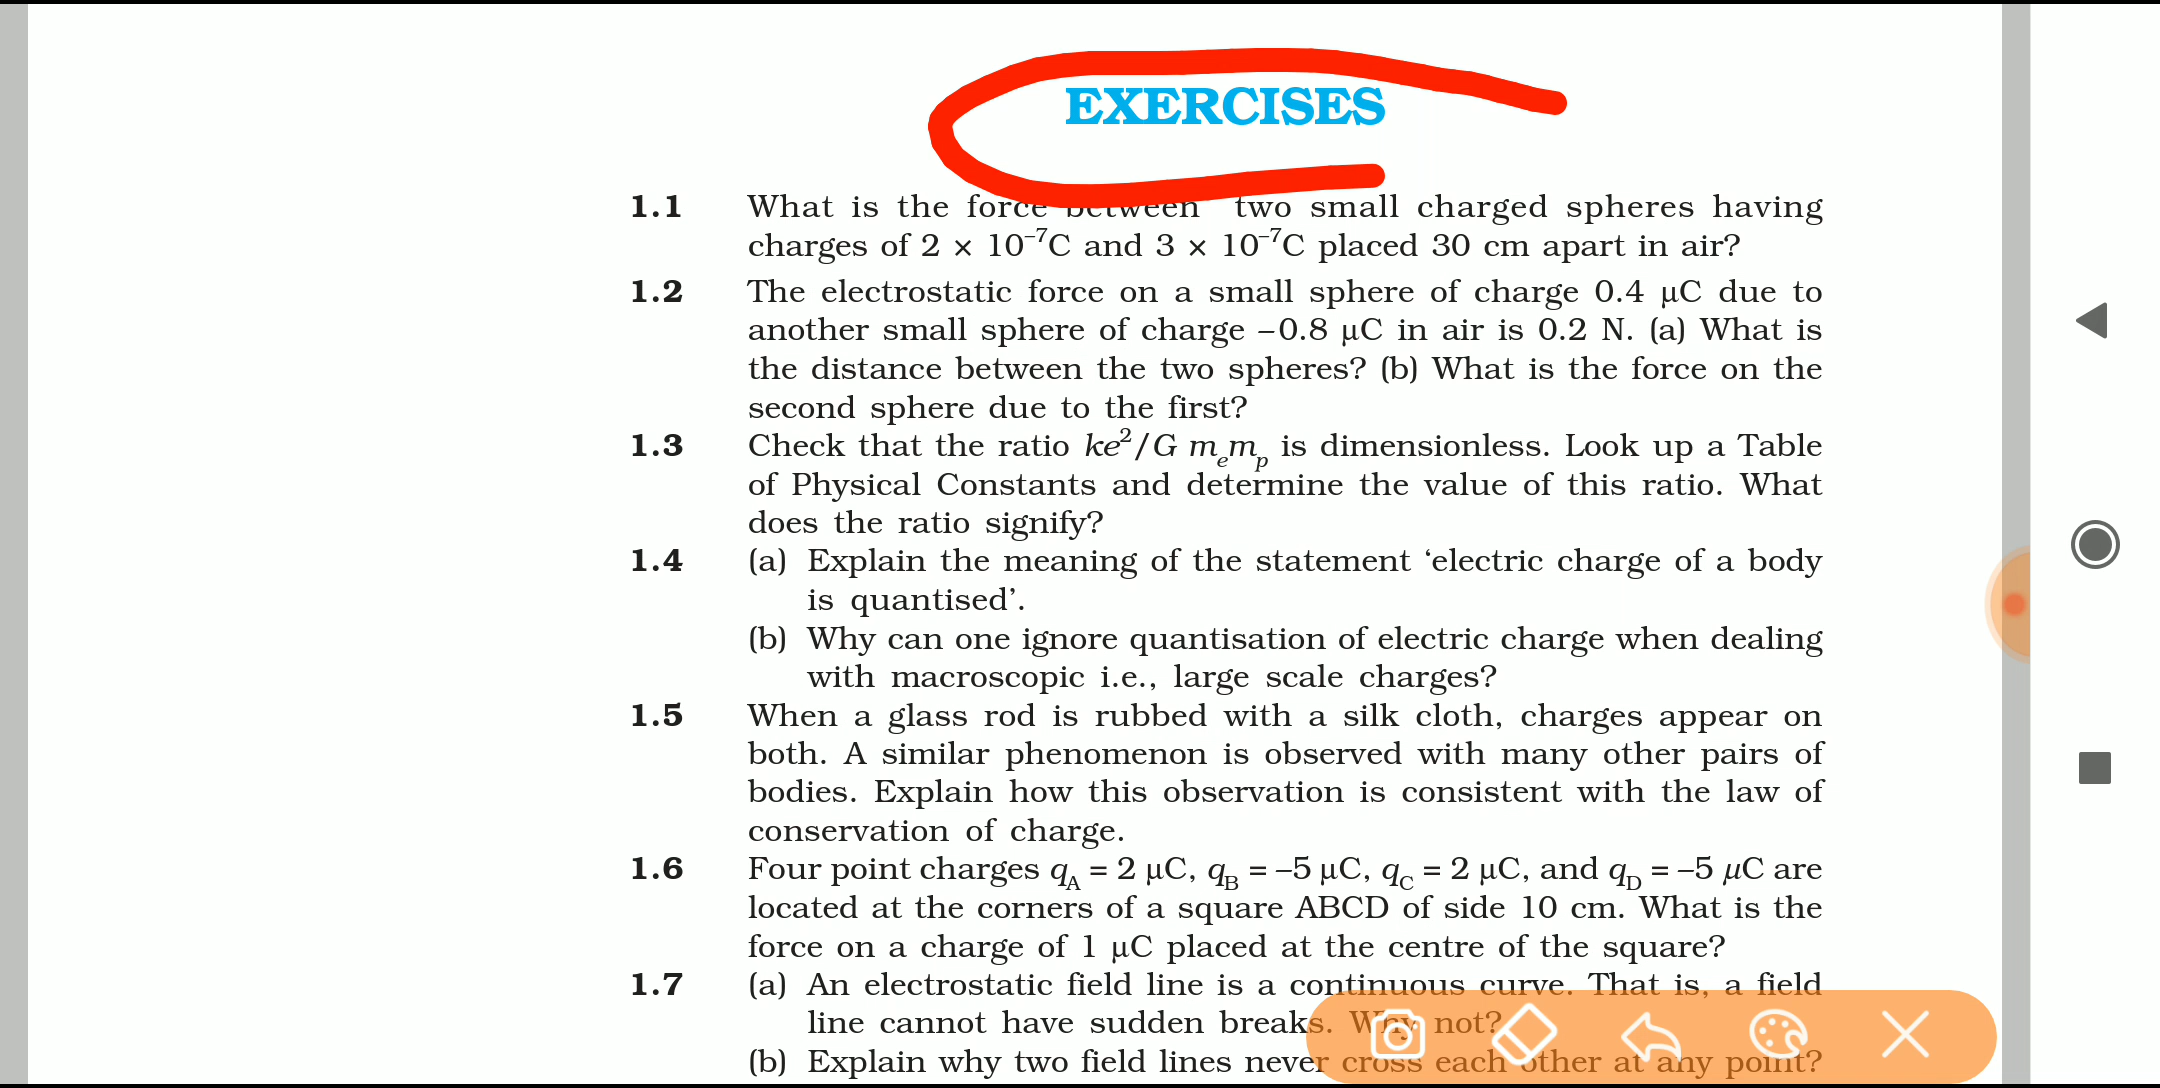 EXERCISES
1.1 What is the force between two small charged spheres having
charges of 2 × 10⁻⁷C and 3 × 10⁻⁷C placed 30 cm apart in air?
1.2 The electrostatic force on a small sphere of charge 0.4 μC due to
another small sphere of charge –0.8 μC in air is 0.2 N. (a) What is
the distance between the two spheres? (b) What is the force on the
second sphere due to the first?
1.3 Check that the ratio ke²/G mₑmₚ is dimensionless. Look up a Table
of Physical Constants and determine the value of this ratio. What
does the ratio signify?
1.4 (a) Explain the meaning of the statement ‘electric charge of a body
is quantised’.
(b) Why can one ignore quantisation of electric charge when dealing
with macroscopic i.e., large scale charges?
1.5 When a glass rod is rubbed with a silk cloth, charges appear on
both. A similar phenomenon is observed with many other pairs of
bodies. Explain how this observation is consistent with the law of
conservation of charge.
1.6 Four point charges qA = 2 μC, qB = –5 μC, qC = 2 μC, and qD = –5 μC are
located at the corners of a square ABCD of side 10 cm. What is the
force on a charge of 1 μC placed at the centre of the square?
1.7 (a) An electrostatic field line is a continuous curve. That is, a field
line cannot have sudden breaks. Why not?
(b) Explain why two field lines never cross each other at any point?